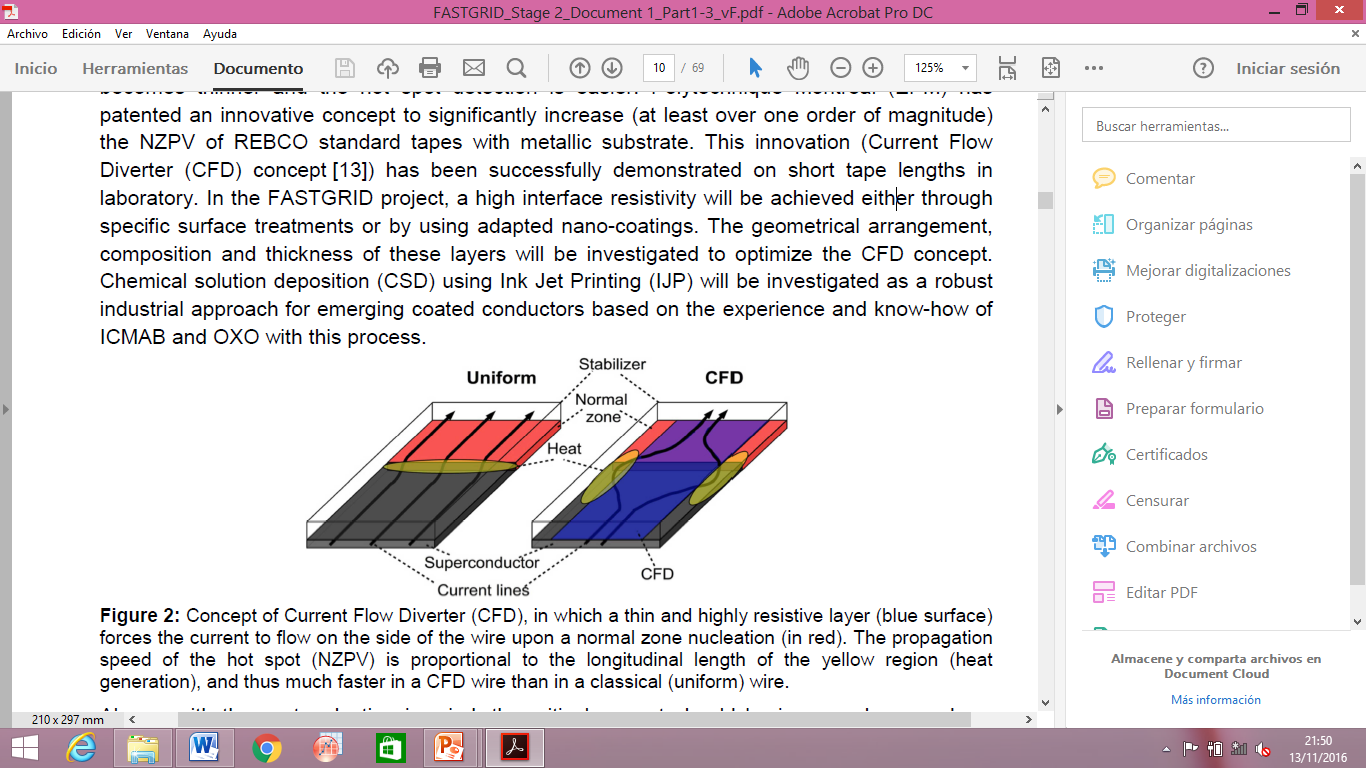 FASTGRID_Stage 2_Document 1_Part1-3_vF.pdf - Adobe Acrobat Pro DC
Archivo Edición Ver Ventana Ayuda
Inicio Herramientas Documento 10 / 69 125% Iniciar sesión
patented an innovative concept to significantly increase (at least over one order of magnitude)
the NZPV of REBCO standard tapes with metallic substrate. This innovation (Current Flow
Diverter (CFD) concept [13]) has been successfully demonstrated on short tape lengths in
laboratory. In the FASTGRID project, a high interface resistivity will be achieved either through
specific surface treatments or by using adapted nano-coatings. The geometrical arrangement,
composition and thickness of these layers will be investigated to optimize the CFD concept.
Chemical solution deposition (CSD) using Ink Jet Printing (IJP) will be investigated as a robust
industrial approach for emerging coated conductors based on the experience and know-how of
ICMAB and OXO with this process.
Uniform
Stabilizer
CFD
Normal
zone
Heat
Superconductor
Current lines
CFD
Figure 2: Concept of Current Flow Diverter (CFD), in which a thin and highly resistive layer (blue surface)
forces the current to flow on the side of the wire upon a normal zone nucleation (in red). The propagation
speed of the hot spot (NZPV) is proportional to the longitudinal length of the yellow region (heat
generation), and thus much faster in a CFD wire than in a classical (uniform) wire.
210 x 297 mm
Buscar herramientas...
Comentar
Organizar páginas
Mejorar digitalizaciones
Proteger
Rellenar y firmar
Preparar formulario
Certificados
Censurar
Combinar archivos
Editar PDF
Almacene y comparta archivos en
Document Cloud
Más información
21:50
13/11/2016